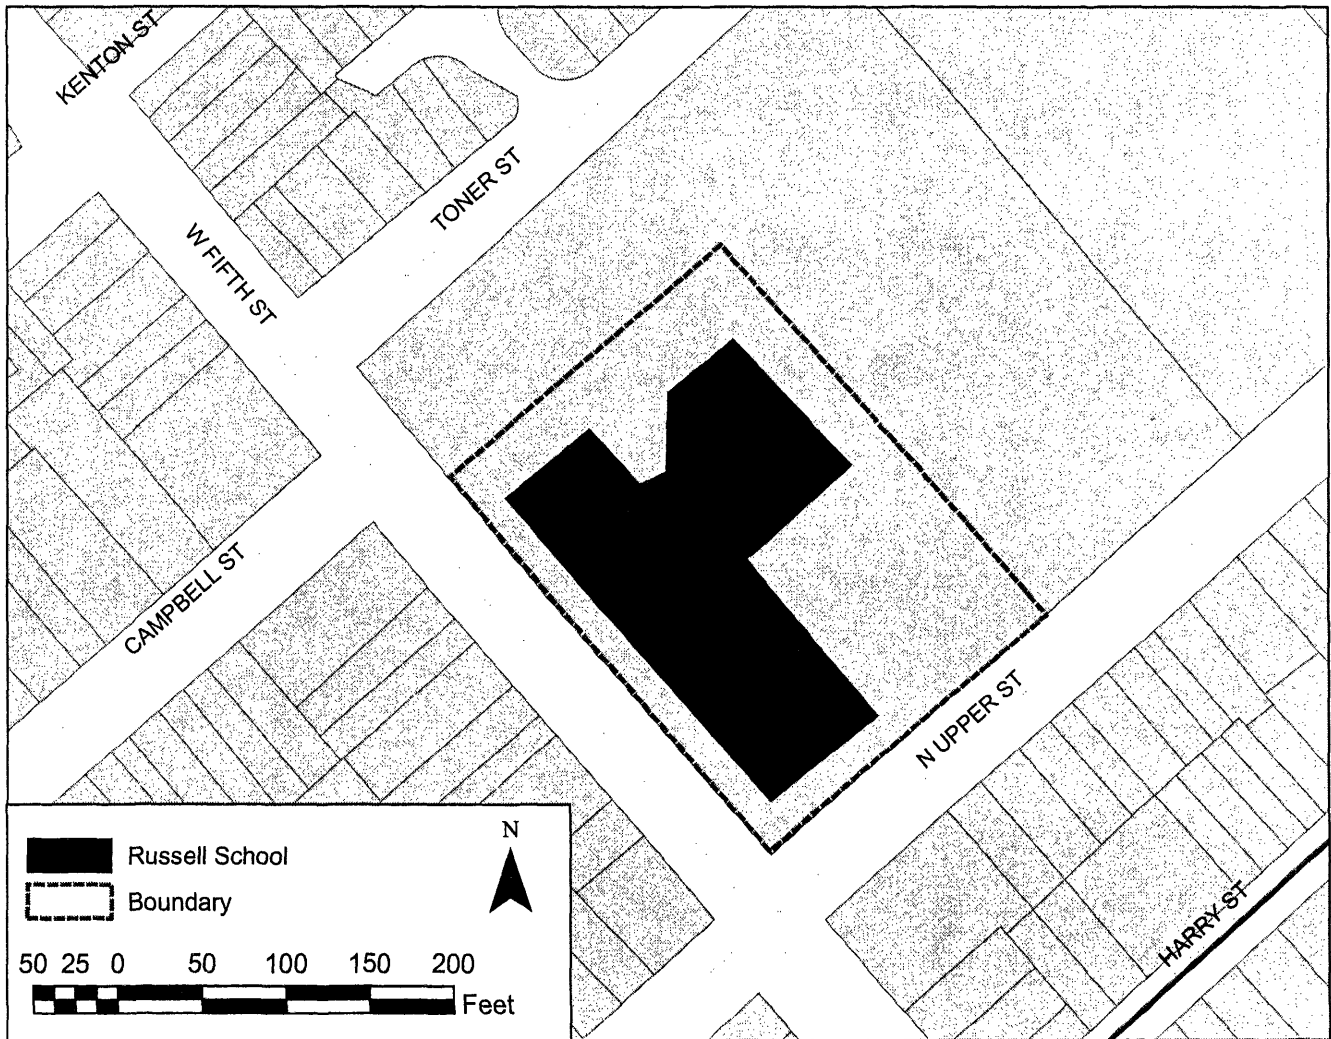 KENTON ST
TONER ST
W FIFTH ST
CAMPBELL ST
N UPPER ST
HARRY ST
N
Russell School
Boundary
50 25 0 50 100 150 200
Feet